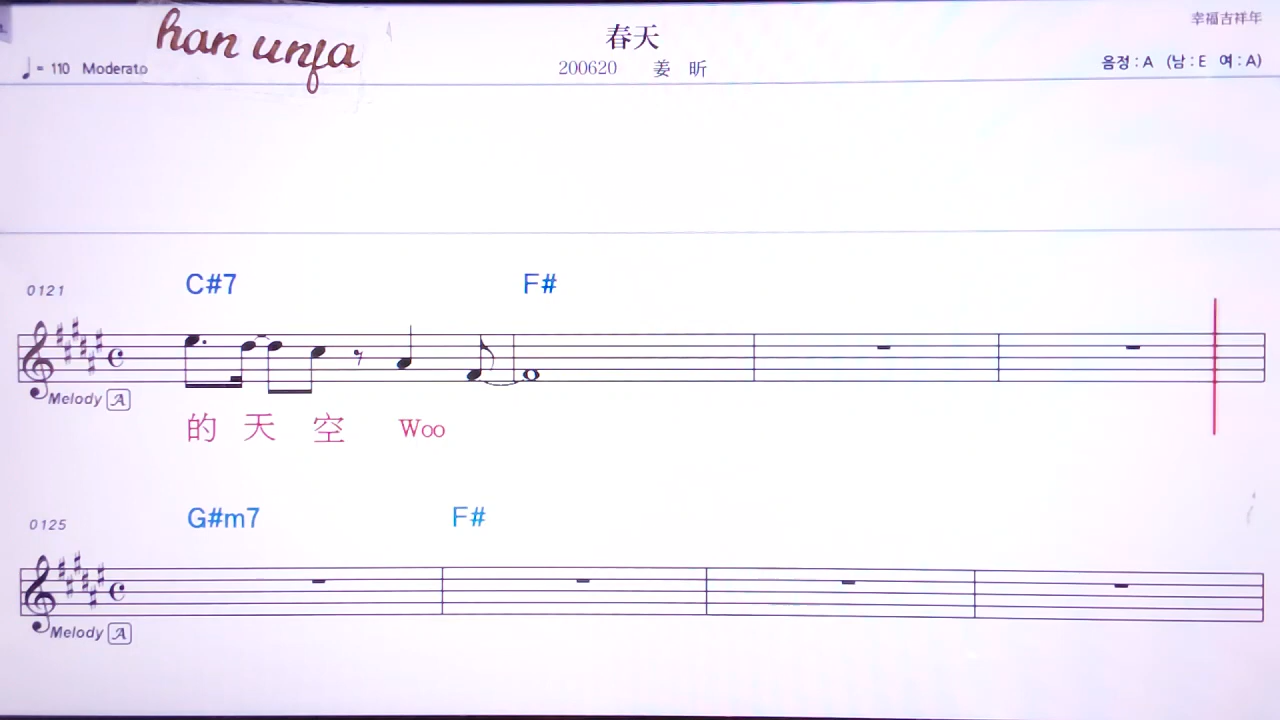 han unfa
春天
幸福吉祥年
♩= 110 Moderato
200620 姜 昕
음정 : A (남 : E 여 : A)
0121
C#7 F#
Melody A
的 天 空 Woo
0125
G#m7 F#
Melody A